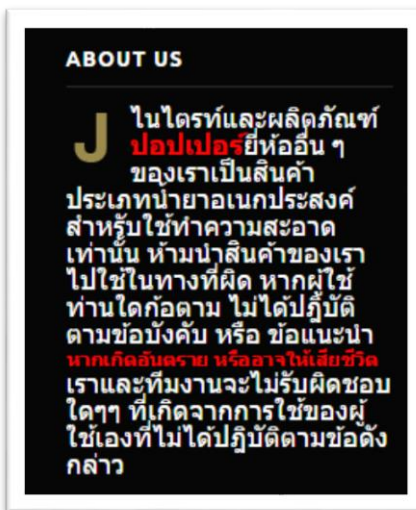 ABOUT US
J ไนไตรท์และผลิตภัณฑ์
ปอปเปอร์ยี่ห้ออื่น ๆ
ของเราเป็นสินค้า
ประเภทน้ำยาอเนกประสงค์
สำหรับใช้ทำความสะอาด
เท่านั้น ห้ามนำสินค้าของเรา
ไปใช้ในทางที่ผิด หากผู้ใช้
ท่านใดก้อตาม ไม่ได้ปฎิบัติ
ตามข้อบังคับ หรือ ข้อแนะนำ
หากเกิดอันตราย หรืออาจให้เสียชีวิต
เราและทีมงานจะไม่รับผิดชอบ
ใดๆๆ ที่เกิดจากการใช้ของผู้
ใช้เองที่ไม่ได้ปฎิบัติตามข้อดัง
กล่าว